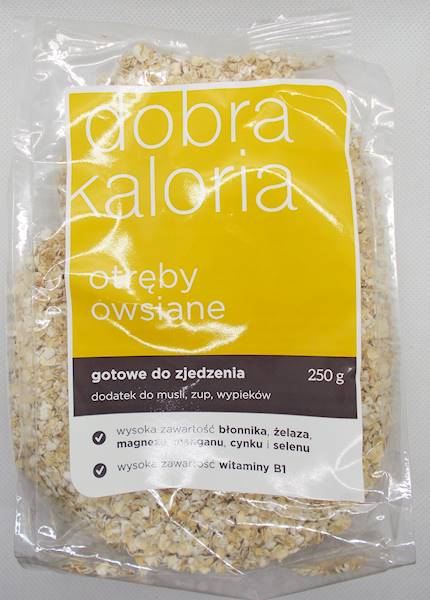 dobra
kaloria
otręby
owsiane
gotowe do zjedzenia 250 g
dodatek do musli, zup, wypieków
wysoka zawartość błonnika, żelaza,
magnezu, manganu, cynku i selenu
wysoka zawartość witaminy B1